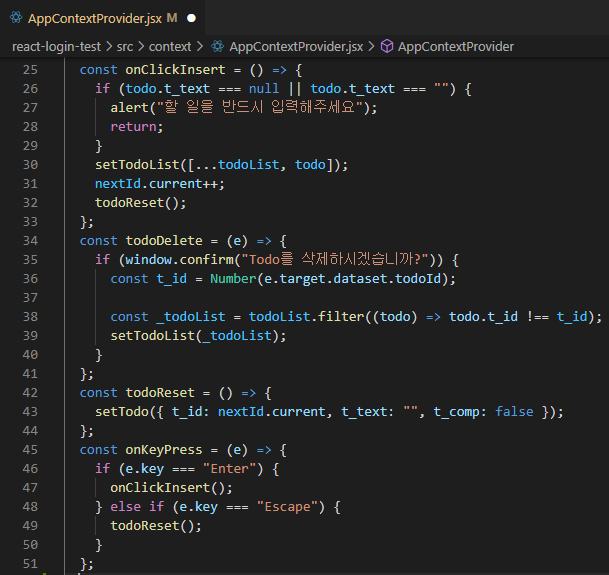 AppContextProvider.jsx M ●
react-login-test > src > context > AppContextProvider.jsx > AppContextProvider
25 const onClickInsert = () => {
26 if (todo.t_text === null || todo.t_text === "") {
27 alert("할 일을 반드시 입력해주세요");
28 return;
29 }
30 setTodoList([...todoList, todo]);
31 nextId.current++;
32 todoReset();
33 };
34 const todoDelete = (e) => {
35 if (window.confirm("Todo를 삭제하시겠습니까?")) {
36 const t_id = Number(e.target.dataset.todoId);
37
38 const _todoList = todoList.filter((todo) => todo.t_id !== t_id);
39 setTodoList(_todoList);
40 }
41 };
42 const todoReset = () => {
43 setTodo({ t_id: nextId.current, t_text: "", t_comp: false });
44 };
45 const onKeyPress = (e) => {
46 if (e.key === "Enter") {
47 onClickInsert();
48 } else if (e.key === "Escape") {
49 todoReset();
50 }
51 };